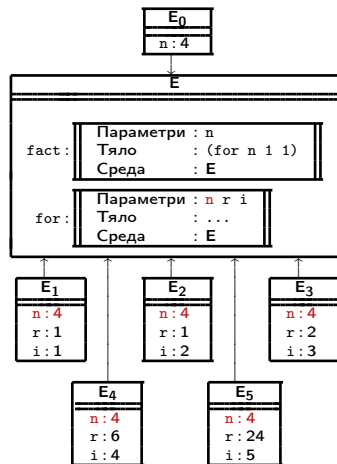 E₀
n : 4
E
fact :
Параметри : n
Тяло : (for n 1 1)
Среда : E
for :
Параметри : n r i
Тяло : ...
Среда : E
E₁
n : 4
r : 1
i : 1
E₂
n : 4
r : 1
i : 2
E₃
n : 4
r : 2
i : 3
E₄
n : 4
r : 6
i : 4
E₅
n : 4
r : 24
i : 5